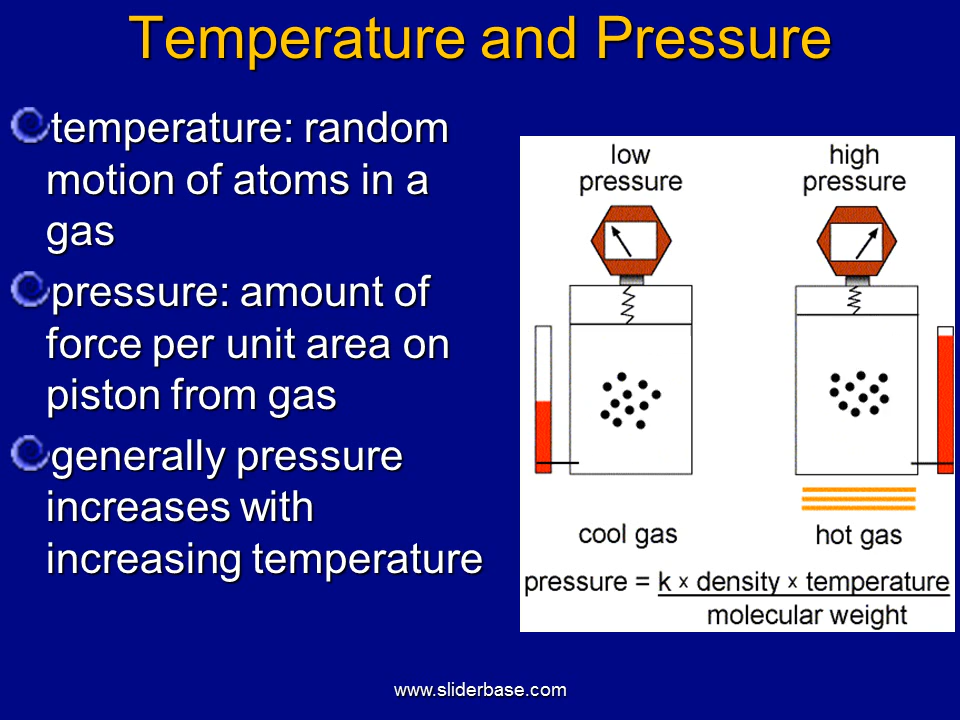 Temperature and Pressure
temperature: random
motion of atoms in a
gas
pressure: amount of
force per unit area on
piston from gas
generally pressure
increases with
increasing temperature
low
pressure
high
pressure
cool gas
hot gas
pressure = k x density x temperature
molecular weight
www.sliderbase.com